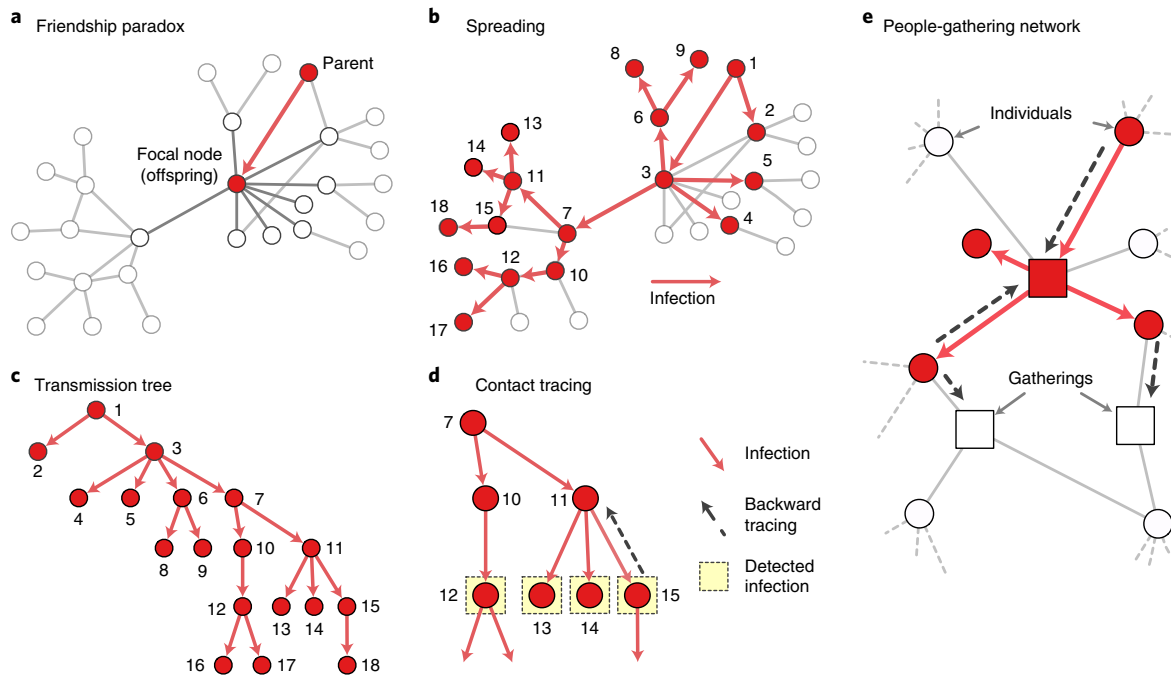 a Friendship paradox
Parent
Focal node
(offspring)
b Spreading
8
9
1
2
6
13
14
11
3
5
18
15
7
4
16
12
10
17
Infection
c Transmission tree
1
2
3
4
5
6
7
8
9
10
11
12
13
14
15
16
17
18
d Contact tracing
7
10
11
12
13
14
15
Infection
Backward
tracing
Detected
infection
e People-gathering network
Individuals
Gatherings